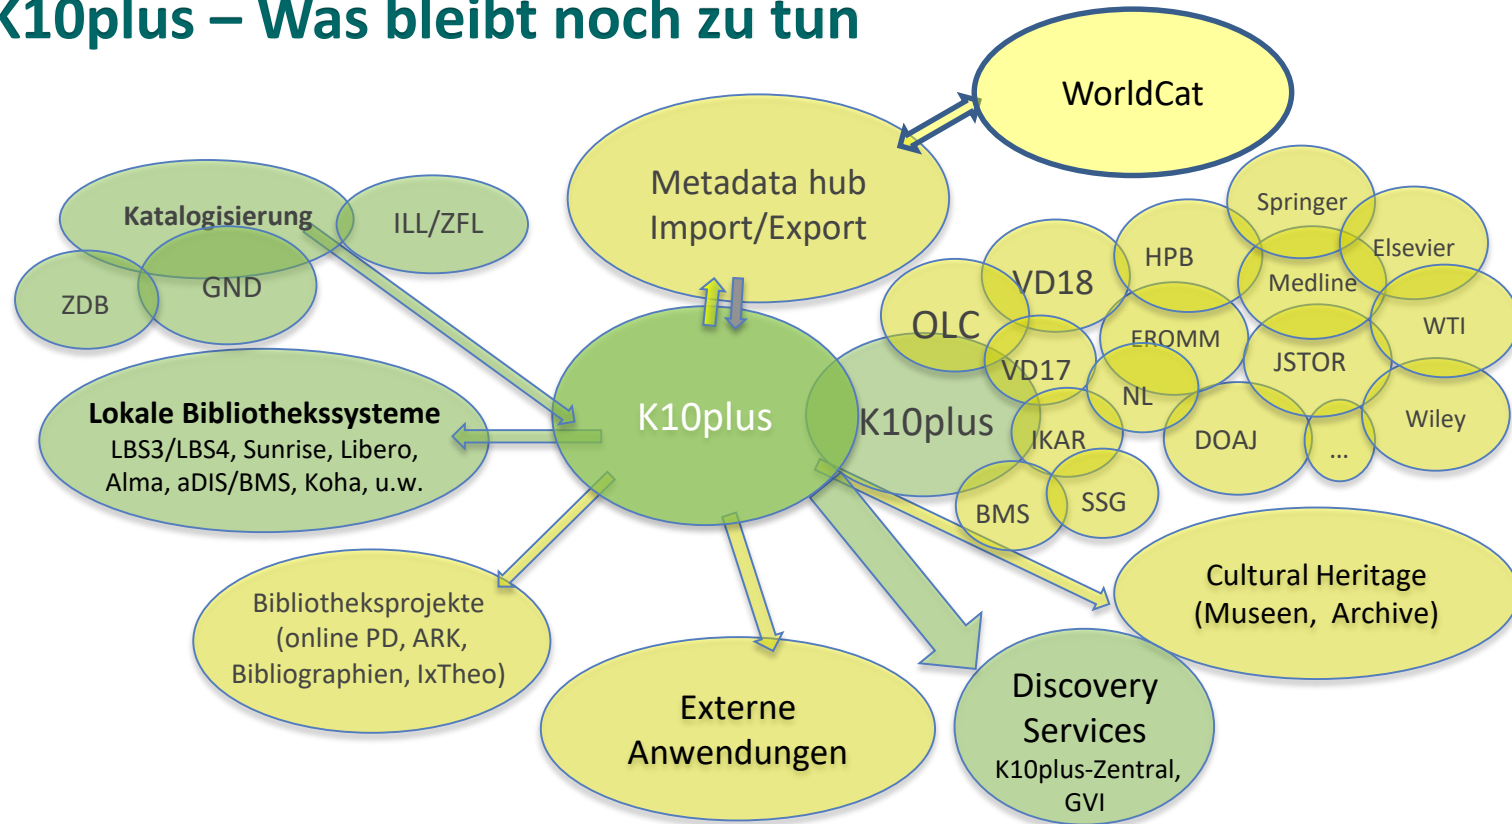 K10plus – Was bleibt noch zu tun
WorldCat
Metadata hub
Import/Export
Katalogisierung
ILL/ZFL
ZDB
GND
Lokale Bibliothekssysteme
LBS3/LBS4, Sunrise, Libero,
Alma, aDIS/BMS, Koha, u.w.
K10plus
K10plus
OLC
VD18
VD17
HPB
EROMM
NL
IKAR
BMS
SSG
Springer
Elsevier
Medline
WTI
JSTOR
Wiley
DOAJ
...
Bibliotheksprojekte
(online PD, ARK,
Bibliographien, IxTheo)
Externe
Anwendungen
Discovery
Services
K10plus-Zentral,
GVI
Cultural Heritage
(Museen, Archive)